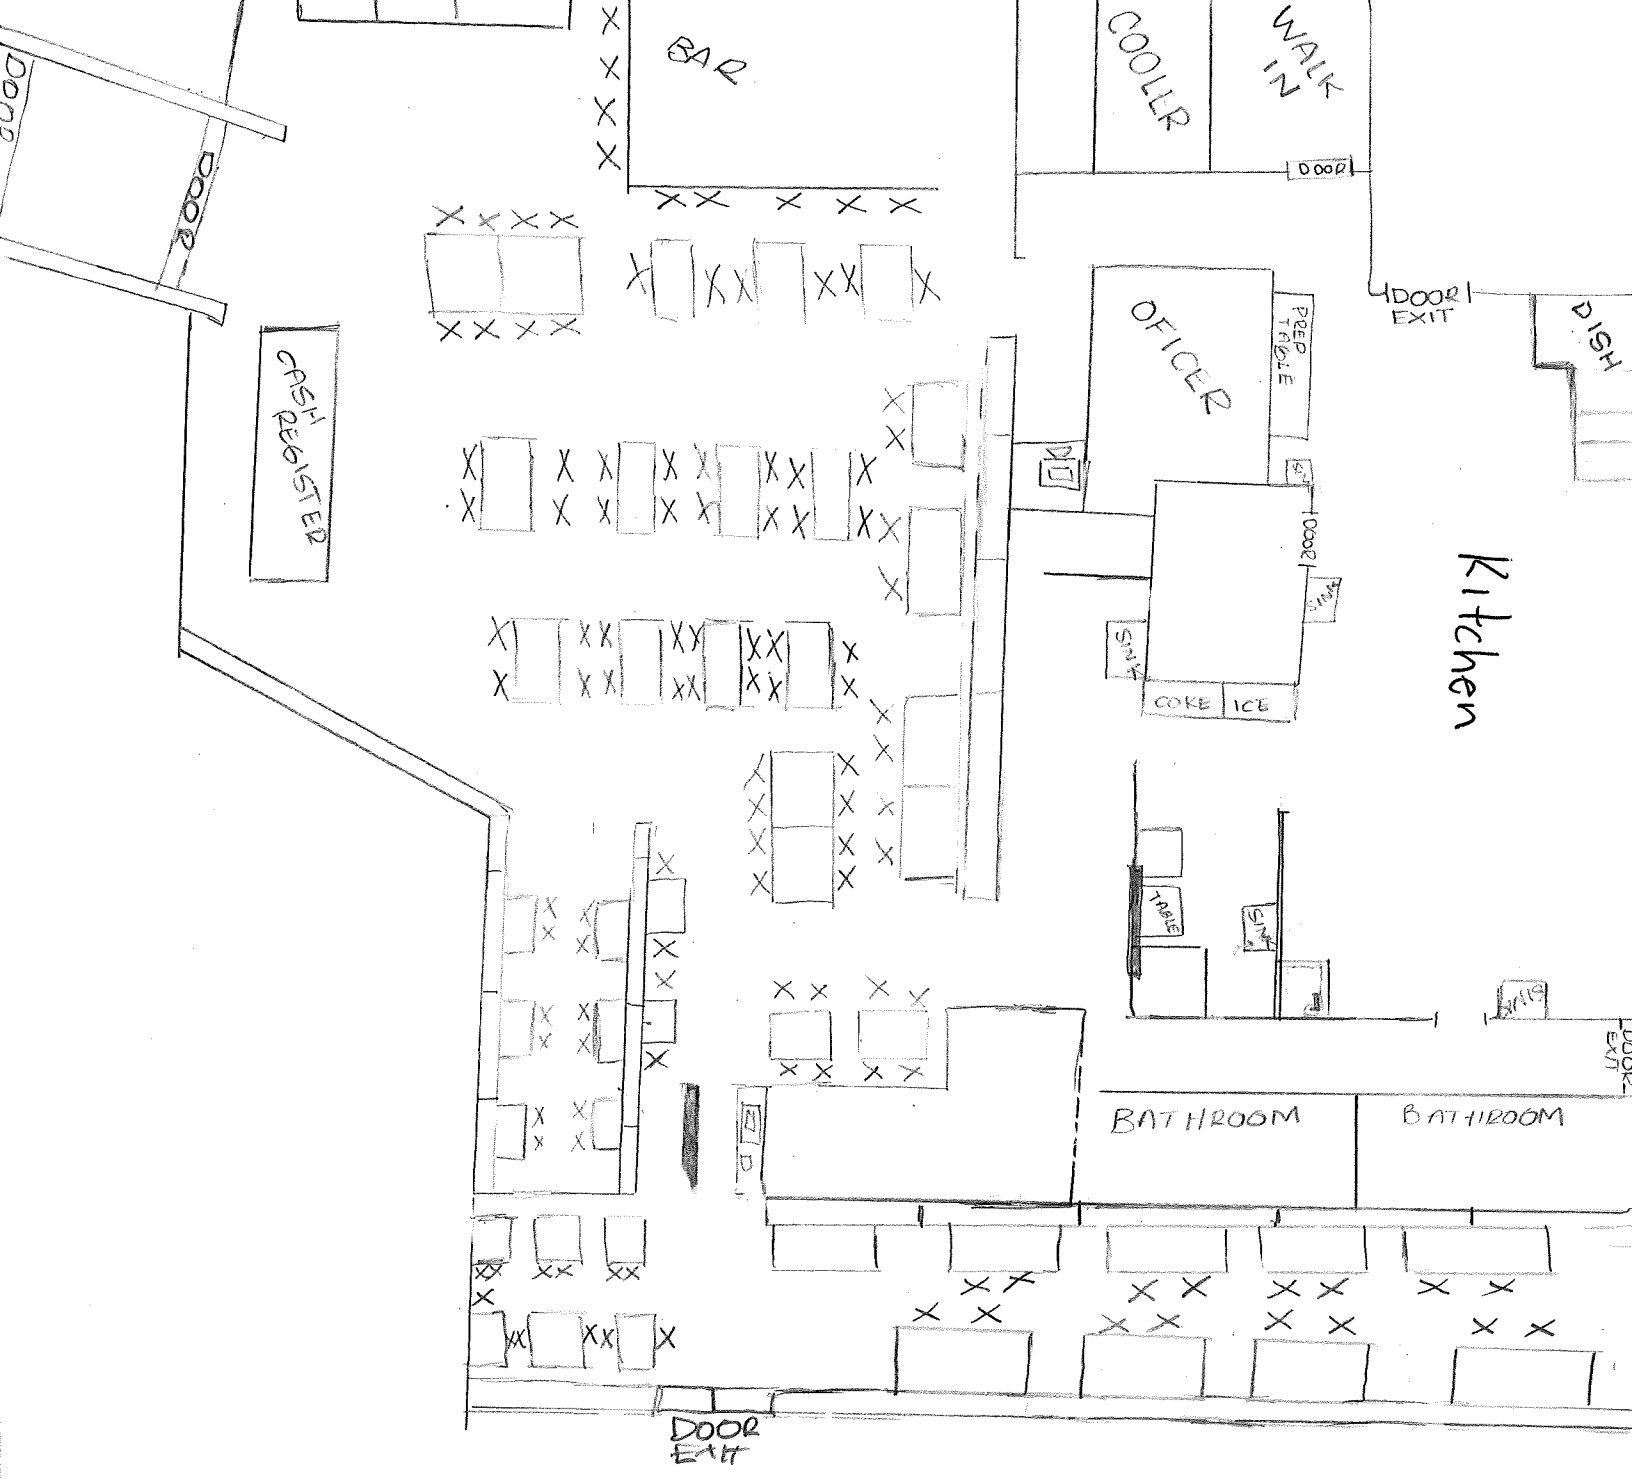 BAR
COOLLR
WALK
IN
DOOR
DOOR
DOOR
DOOR
EXIT
DISH
OFICER
PREP
TABLE
CASH
REGISTER
DOOR
SINK
SINK
COKE
ICE
Kitchen
TABLE
SINK
SINK
DOOR
EXIT
BATHROOM
BATHROOM
DOOR
EXIT